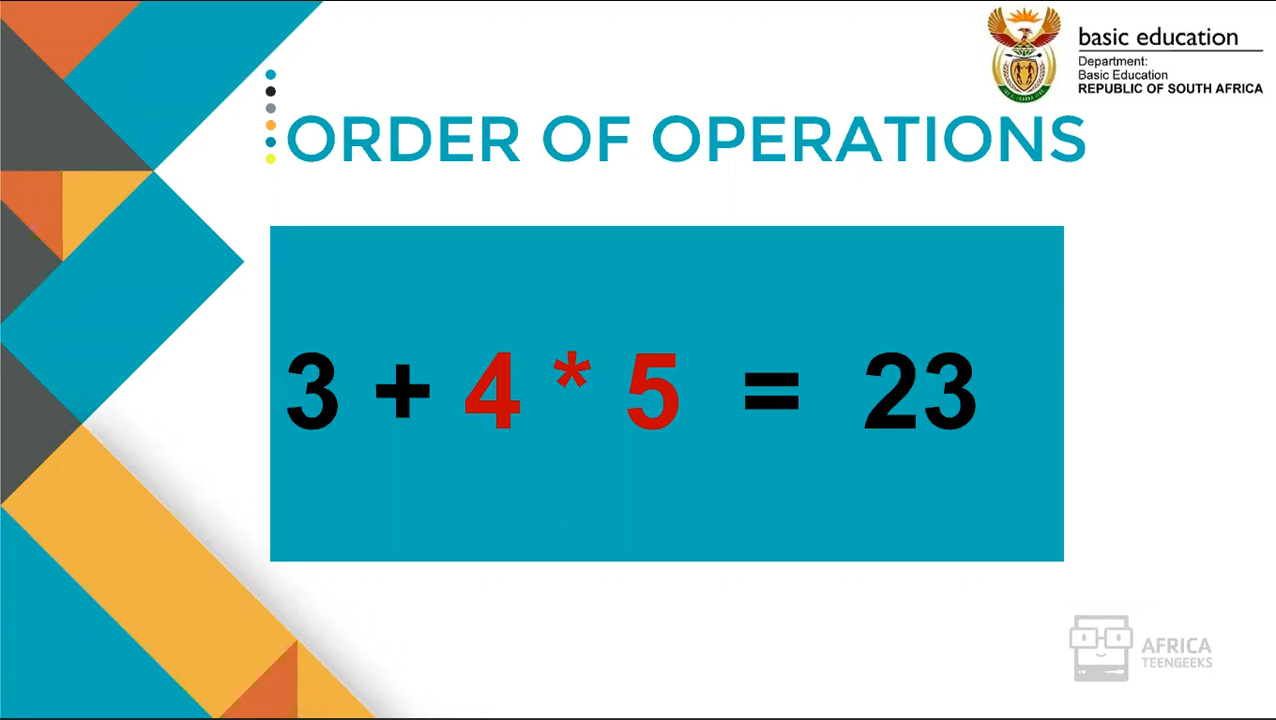 basic education
Department:
Basic Education
REPUBLIC OF SOUTH AFRICA
ORDER OF OPERATIONS
3 + 4 * 5 = 23
AFRICA
TEENGEEKS